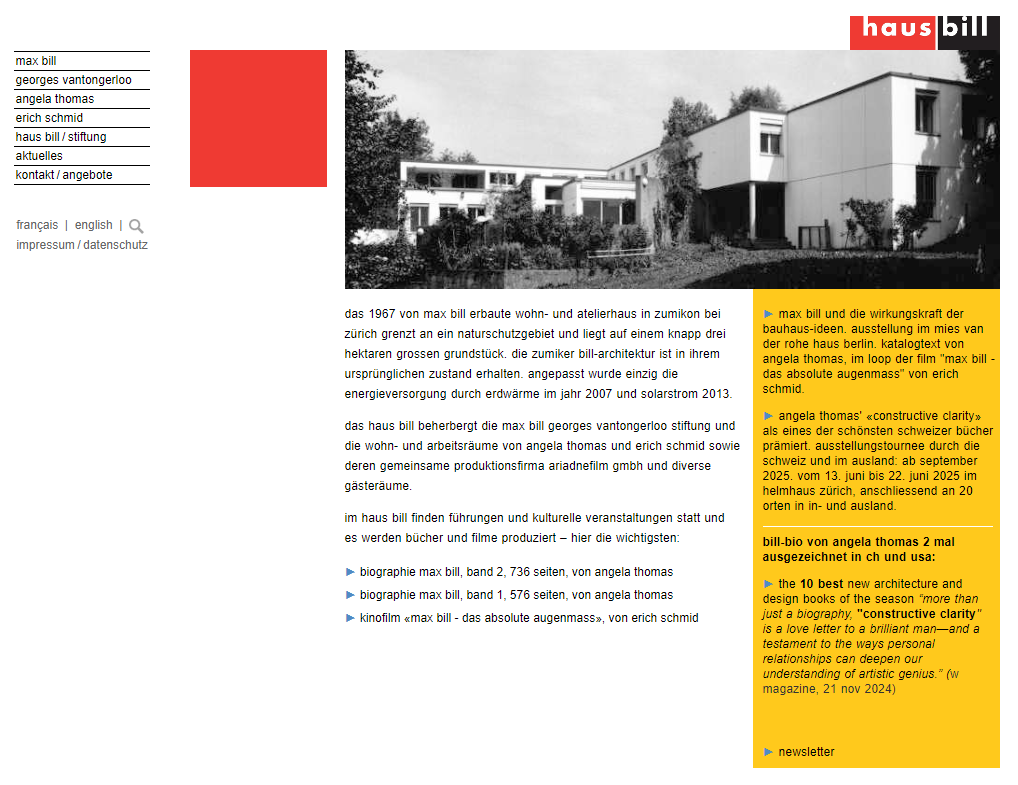 haus bill
max bill
georges vantongerloo
angela thomas
erich schmid
haus bill / stiftung
aktuelles
kontakt / angebote
français | english |
impressum / datenschutz
das 1967 von max bill erbaute wohn- und atelierhaus in zumikon bei
zürich grenzt an ein naturschutzgebiet und liegt auf einem knapp drei
hektaren grossen grundstück. die zumiker bill-architektur ist in ihrem
ursprünglichen zustand erhalten. angepasst wurde einzig die
energieversorgung durch erdwärme im jahr 2007 und solarstrom 2013.
das haus bill beherbergt die max bill georges vantongerloo stiftung und
die wohn- und arbeitsräume von angela thomas und erich schmid sowie
deren gemeinsame produktionsfirma ariadnefilm gmbh und diverse
gästeräume.
im haus bill finden führungen und kulturelle veranstaltungen statt und
es werden bücher und filme produziert – hier die wichtigsten:
► biographie max bill, band 2, 736 seiten, von angela thomas
► biographie max bill, band 1, 576 seiten, von angela thomas
► kinofilm «max bill - das absolute augenmass», von erich schmid
► max bill und die wirkungskraft der
bauhaus-ideen. ausstellung im mies van
der rohe haus berlin. katalogtext von
angela thomas, im loop der film "max bill -
das absolute augenmass" von erich
schmid.
► angela thomas' «constructive clarity»
als eines der schönsten schweizer bücher
prämiert. ausstellungstournee durch die
schweiz und im ausland: ab september
2025. vom 13. juni bis 22. juni 2025 im
helmhaus zürich, anschliessend an 20
orten in in- und ausland.
bill-bio von angela thomas 2 mal
ausgezeichnet in ch und usa:
► the 10 best new architecture and
design books of the season “more than
just a biography, "constructive clarity"
is a love letter to a brilliant man—and a
testament to the ways personal
relationships can deepen our
understanding of artistic genius.” (w
magazine, 21 nov 2024)
► newsletter